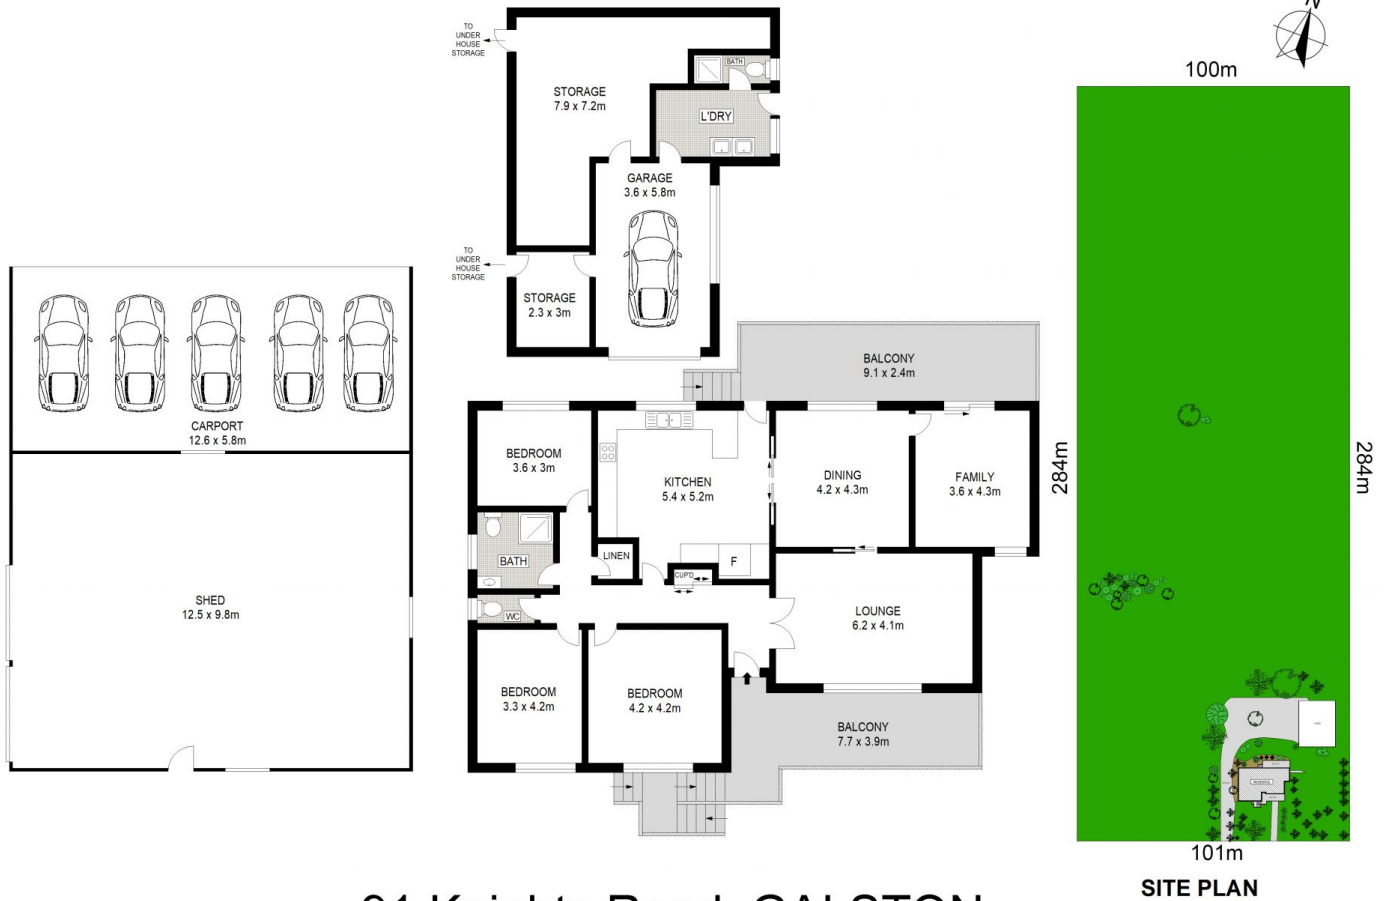 N
100m
TO
UNDER
HOUSE
STORAGE
BATH
STORAGE
7.9 x 7.2m
L'DRY
GARAGE
3.6 x 5.8m
TO
UNDER
HOUSE
STORAGE
STORAGE
2.3 x 3m
BALCONY
9.1 x 2.4m
CARPORT
12.6 x 5.8m
BEDROOM
3.6 x 3m
KITCHEN
5.4 x 5.2m
DINING
4.2 x 4.3m
FAMILY
3.6 x 4.3m
284m
284m
BATH
LINEN
CUP'D
F
SHED
12.5 x 9.8m
WC
LOUNGE
6.2 x 4.1m
BEDROOM
3.3 x 4.2m
BEDROOM
4.2 x 4.2m
BALCONY
7.7 x 3.9m
101m
SITE PLAN